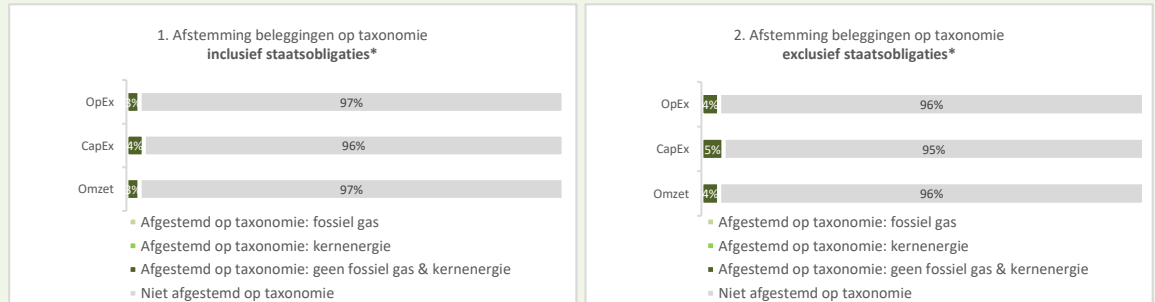 1. Afstemming beleggingen op taxonomie
inclusief staatsobligaties*
OpEx 3% 97%
CapEx 4% 96%
Omzet 3% 97%
Afgestemd op taxonomie: fossiel gas
Afgestemd op taxonomie: kernenergie
Afgestemd op taxonomie: geen fossiel gas & kernenergie
Niet afgestemd op taxonomie
2. Afstemming beleggingen op taxonomie
exclusief staatsobligaties*
OpEx 4% 96%
CapEx 5% 95%
Omzet 4% 96%
Afgestemd op taxonomie: fossiel gas
Afgestemd op taxonomie: kernenergie
Afgestemd op taxonomie: geen fossiel gas & kernenergie
Niet afgestemd op taxonomie